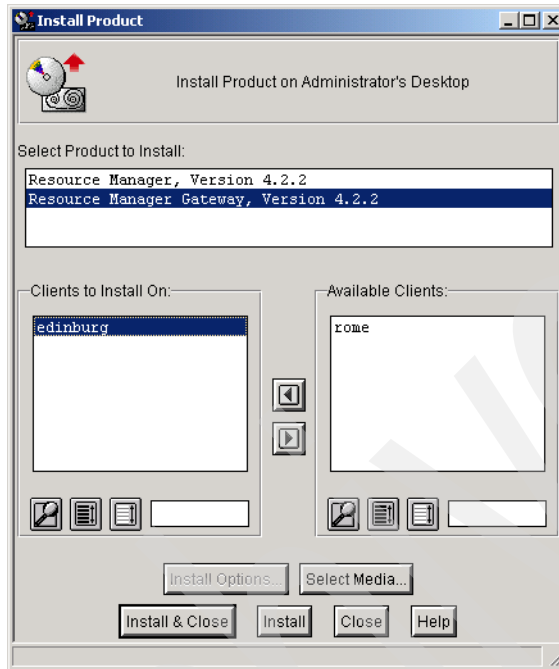 Install Product
Install Product on Administrator's Desktop
Select Product to Install:
Resource Manager, Version 4.2.2
Resource Manager Gateway, Version 4.2.2
Clients to Install On:
Available Clients:
edinburg
rome
Install Options...
Select Media...
Install & Close
Install
Close
Help